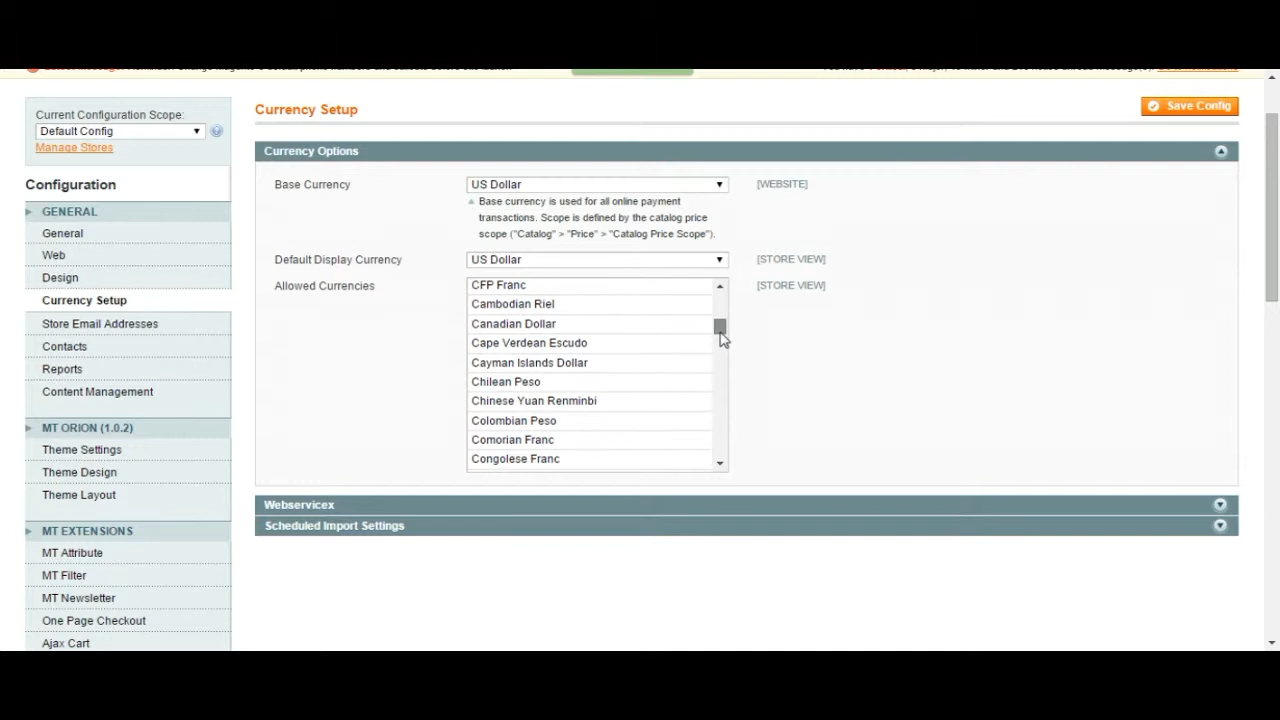 Current Configuration Scope:
Default Config
Manage Stores
Configuration
GENERAL
General
Web
Design
Currency Setup
Store Email Addresses
Contacts
Reports
Content Management
MT ORION (1.0.2)
Theme Settings
Theme Design
Theme Layout
MT EXTENSIONS
MT Attribute
MT Filter
MT Newsletter
One Page Checkout
Ajax Cart
Currency Setup
Save Config
Currency Options
Base Currency
US Dollar
[WEBSITE]
Base currency is used for all online payment
transactions. Scope is defined by the catalog price
scope ("Catalog" > "Price" > "Catalog Price Scope").
Default Display Currency
US Dollar
[STORE VIEW]
Allowed Currencies
[STORE VIEW]
CFP Franc
Cambodian Riel
Canadian Dollar
Cape Verdean Escudo
Cayman Islands Dollar
Chilean Peso
Chinese Yuan Renminbi
Colombian Peso
Comorian Franc
Congolese Franc
Webservicex
Scheduled Import Settings